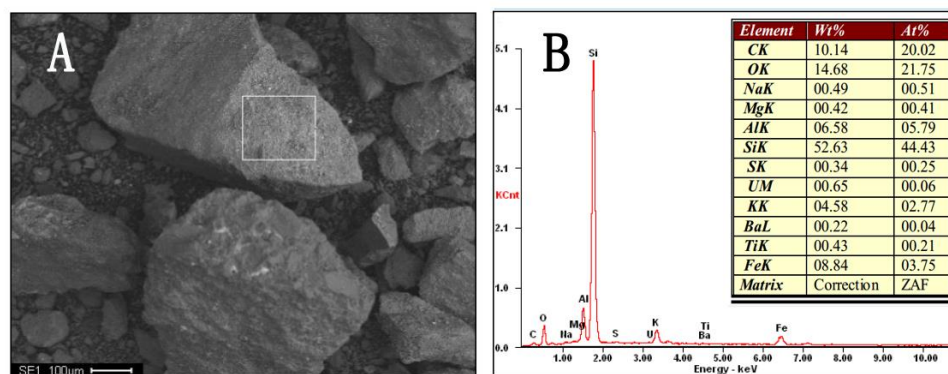 A
SE1 100µm
B
KCnt
5.1
4.1
3.1
2.1
1.0
0.0
Si
Al
Mg
O
C
Na
S
U
K
Ti
Ba
Fe
1.00 2.00 3.00 4.00 5.00 6.00 7.00 8.00 9.00 10.00
Energy - keV
Element Wt% At%
CK 10.14 20.02
OK 14.68 21.75
NaK 00.49 00.51
MgK 00.42 00.41
AlK 06.58 05.79
SiK 52.63 44.43
SK 00.34 00.25
UM 00.65 00.06
KK 04.58 02.77
BaL 00.22 00.04
TiK 00.43 00.21
FeK 08.84 03.75
Matrix Correction ZAF